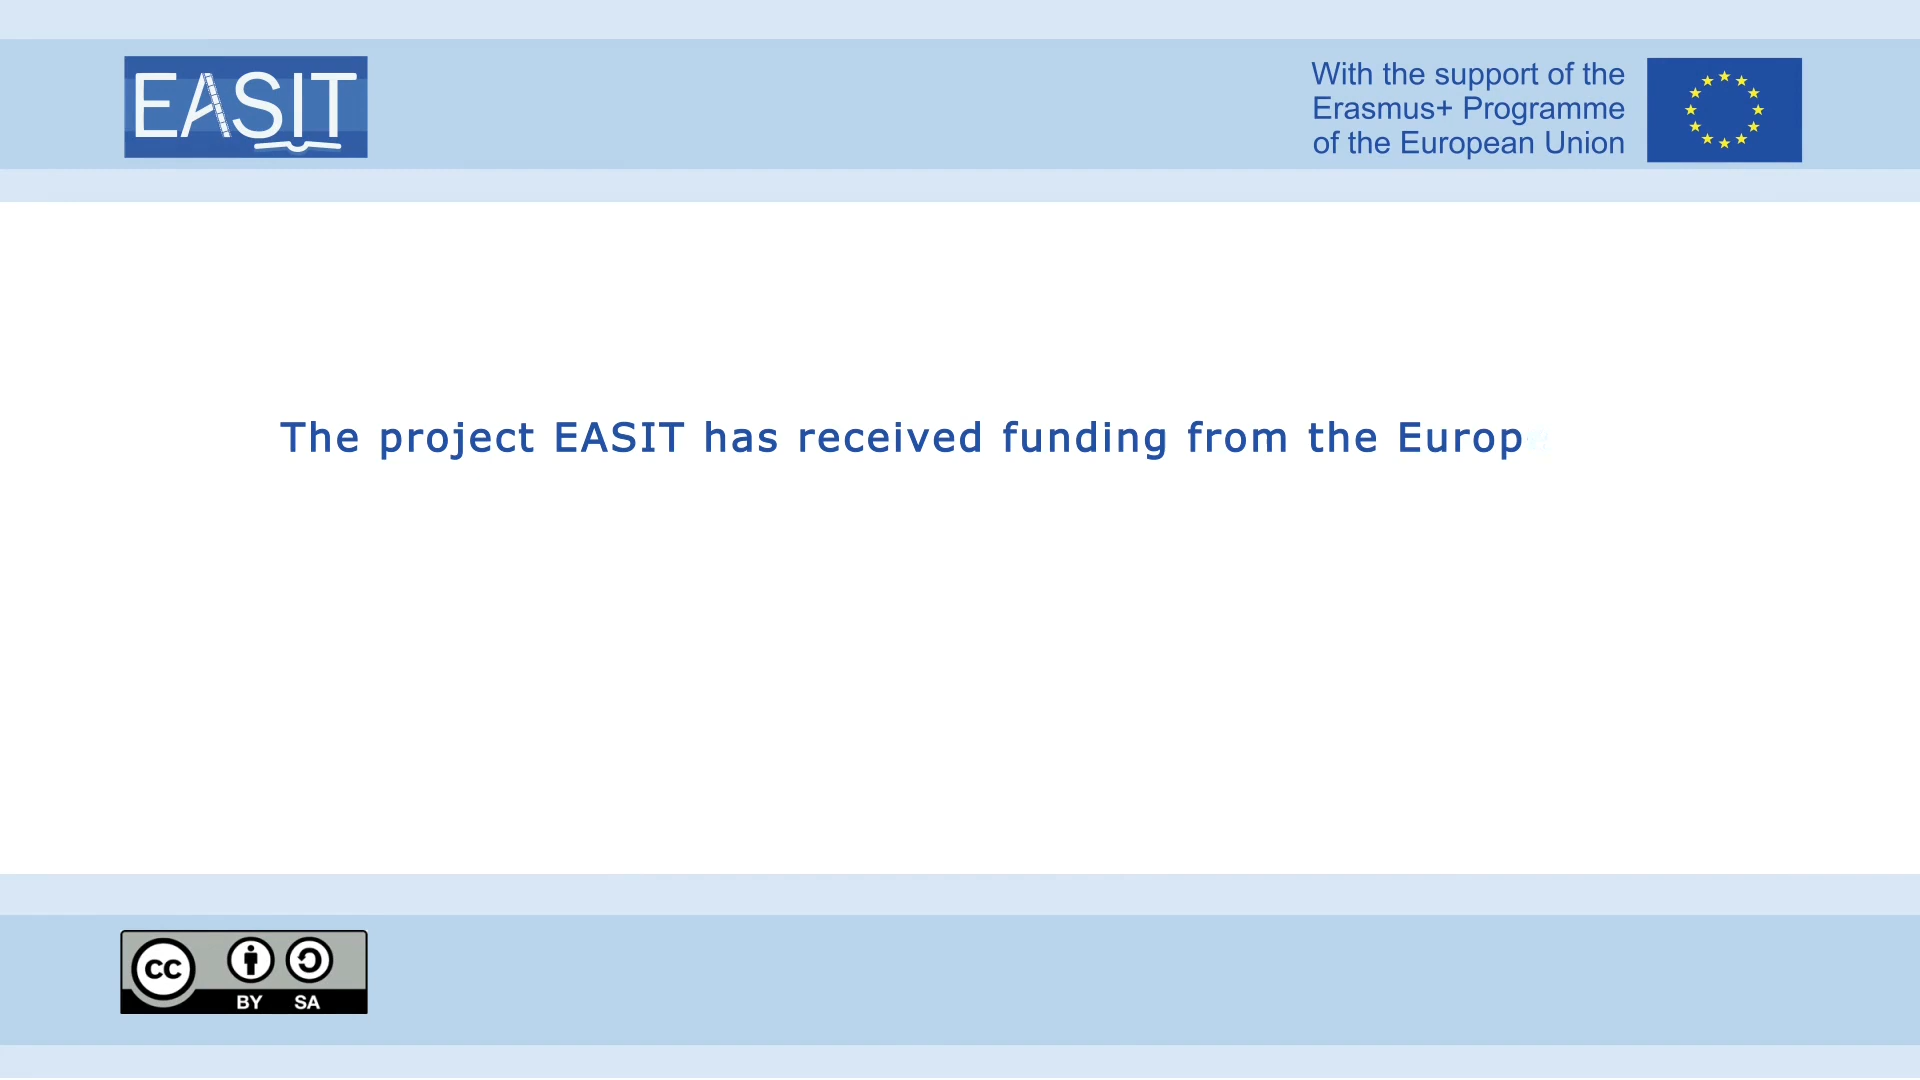 EASIT
With the support of the
Erasmus+ Programme
of the European Union
The project EASIT has received funding from the Europ
CC
BY SA